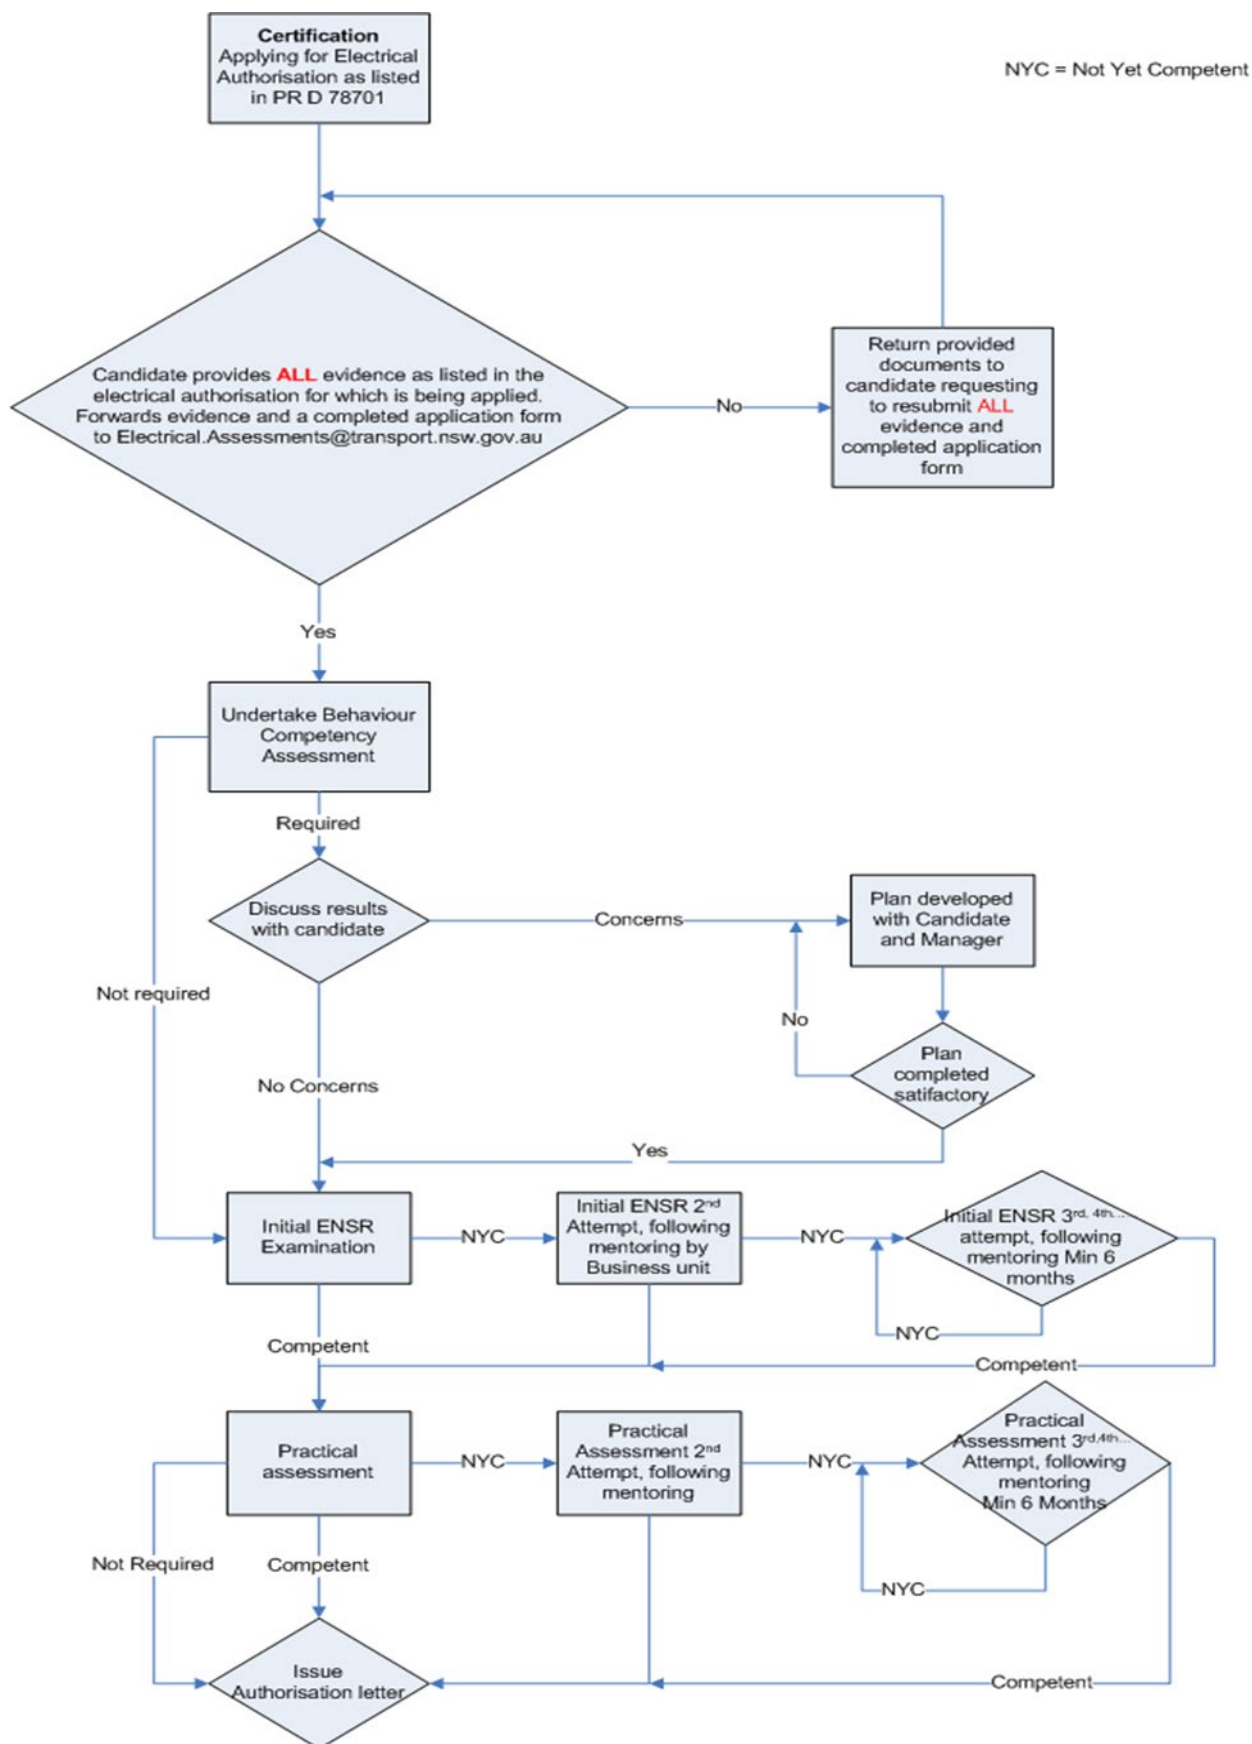 Certification
Applying for Electrical
Authorisation as listed
in PR D 78701
NYC = Not Yet Competent
Candidate provides ALL evidence as listed in the
electrical authorisation for which is being applied.
Forwards evidence and a completed application form
to Electrical.Assessments@transport.nsw.gov.au
No
Return provided
documents to
candidate requesting
to resubmit ALL
evidence and
completed application
form
Yes
Undertake Behaviour
Competency
Assessment
Required
Discuss results
with candidate
Concerns
Plan developed
with Candidate
and Manager
Not required
No
Plan
completed
satifactory
No Concerns
Yes
Initial ENSR
Examination
NYC
Initial ENSR 2nd
Attempt, following
mentoring by
Business unit
NYC
Initial ENSR 3rd, 4th...
attempt, following
mentoring Min 6
months
NYC
Competent
Competent
Practical
assessment
NYC
Practical
Assessment 2nd
Attempt, following
mentoring
NYC
Practical
Assessment 3rd,4th...
Attempt, following
mentoring
Min 6 Months
Not Required
Competent
NYC
Issue
Authorisation letter
Competent